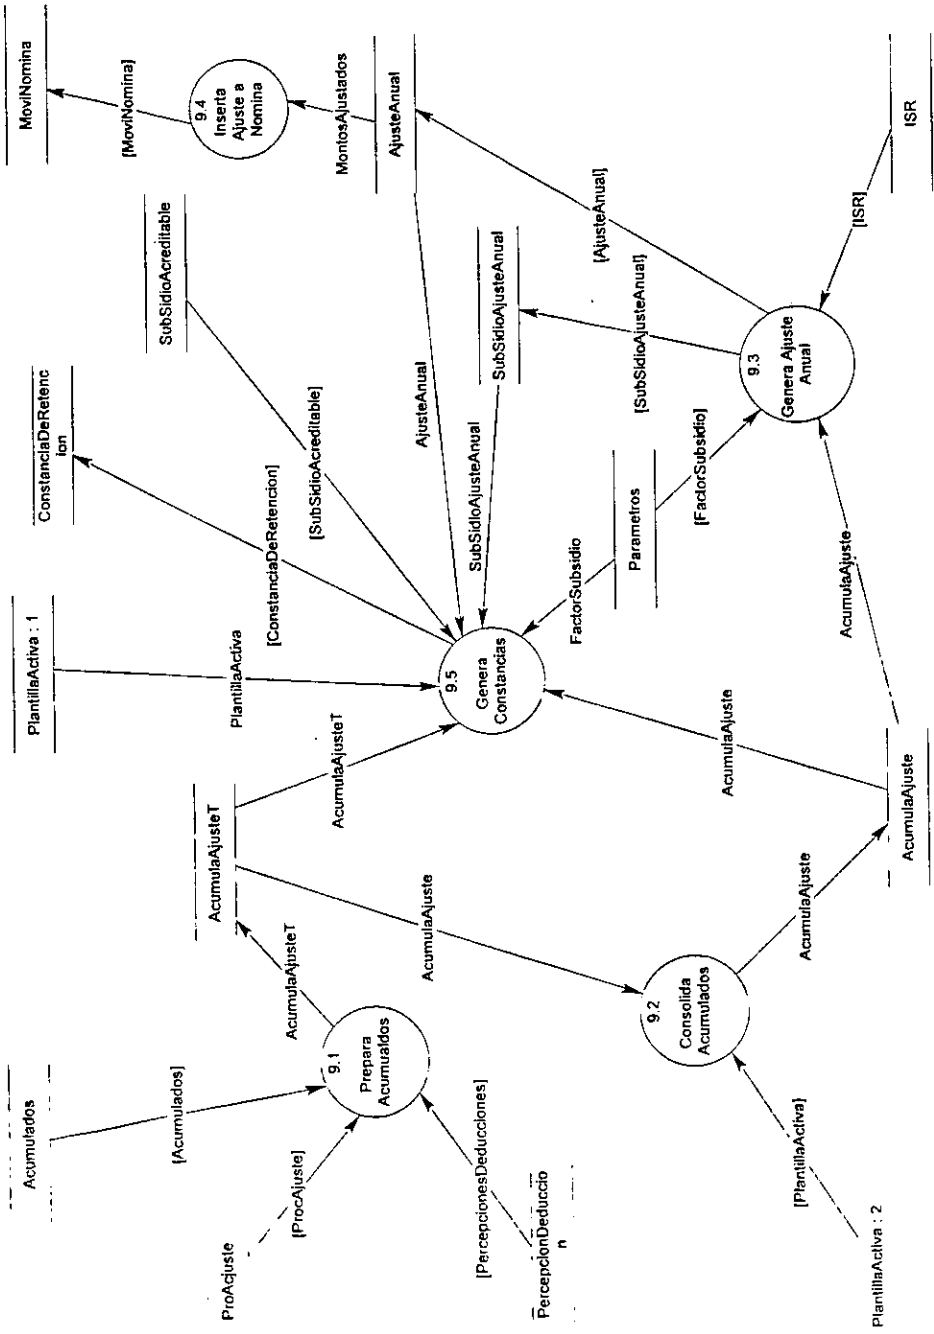 Acumulados
[Acumulados]
ProAcjuste
[ProcAjuste]
PercepcionDeduccio
n
[PercepcionesDeducciones]
9.1
Prepara
Acumualdos
AcumulaAjusteT
AcumulaAjusteT
AcumulaAjusteT
AcumulaAjuste
PlantillaActiva : 2
[PlantillaActiva]
9.2
Consolida
Acumulados
AcumulaAjuste
AcumulaAjuste
AcumulaAjuste
AcumulaAjuste
PlantillaActiva : 1
PlantillaActiva
9.5
Genera
Constancias
ConstanciaDeRetenc
ion
[ConstanciaDeRetencion]
SubSidioAcreditable
[SubSidioAcreditable]
AjusteAnual
SubSidioAjusteAnual
SubSidioAjusteAnual
[SubSidioAjusteAnual]
FactorSubsidio
Parametros
[FactorSubsidio]
9.3
Genera Ajuste
Anual
[AjusteAnual]
[ISR]
ISR
AjusteAnual
MontosAjustados
9.4
Inserta
Ajuste a
Nomina
[MoviNomina]
MoviNomina